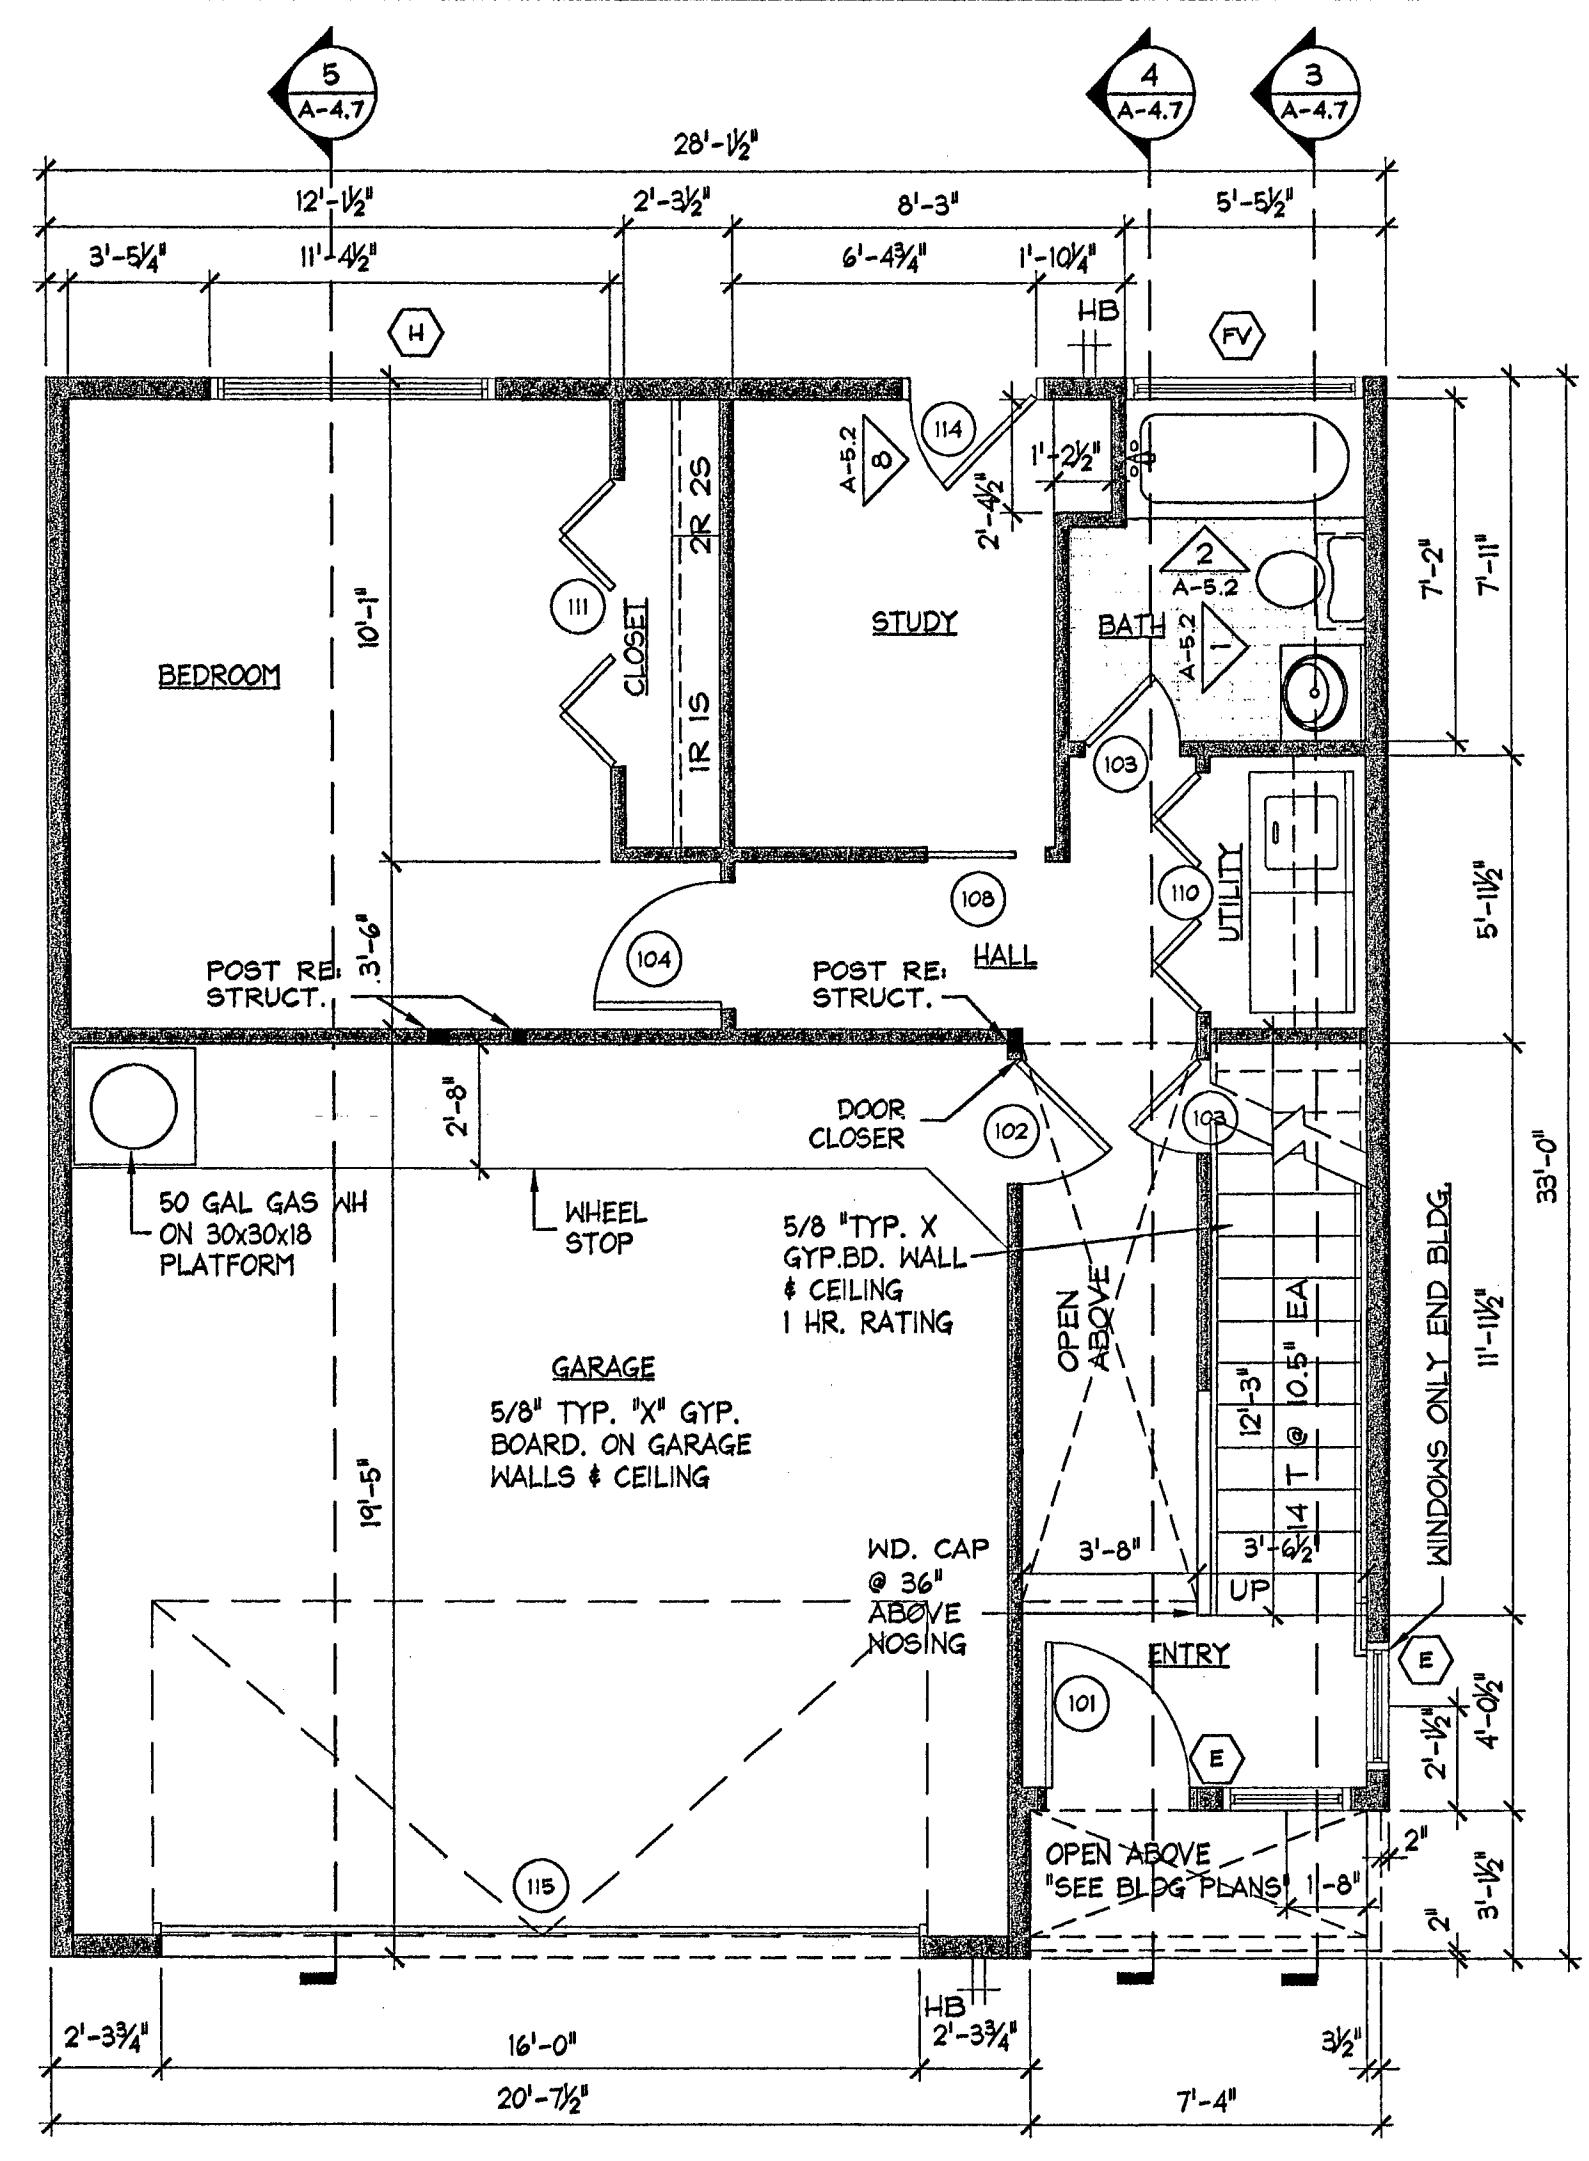 5
A-4.7
4
A-4.7
3
A-4.7
28'-1½"
12'-1½"
2'-3½"
8'-3"
5'-5½"
3'-5¼"
11'-4½"
6'-4¾"
1'-10¼"
H
HB
FV
114
A-5.2
8
1'-2½"
2'-4½"
2R 2S
1R 1S
CLOSET
111
10'-1"
BEDROOM
STUDY
2
A-5.2
BATH
A-5.2
1
7'-2"
7'-11"
103
110
UTILITY
5'-11½"
108
HALL
104
3'-6"
POST RE:
STRUCT.
POST RE:
STRUCT.
2'-8"
DOOR
CLOSER
102
103
33'-0"
50 GAL GAS WH
ON 30x30x18
PLATFORM
WHEEL
STOP
5/8 "TYP. X
GYP.BD. WALL
& CEILING
1 HR. RATING
OPEN
ABOVE
12'-3"
14 T @ 10.5" EA
WINDOWS ONLY END BLDG.
11'-11½"
GARAGE
5/8" TYP. "X" GYP.
BOARD. ON GARAGE
WALLS & CEILING
19'-5"
WD. CAP
@ 36"
ABOVE
NOSING
3'-8"
3'-6½"
UP
ENTRY
E
101
E
2'-1½"
4'-0½"
115
OPEN ABOVE
"SEE BLDG PLANS"
1'-8"
2"
2"
3'-1½"
HB
2'-3¾"
16'-0"
2'-3¾"
3½"
20'-7½"
7'-4"